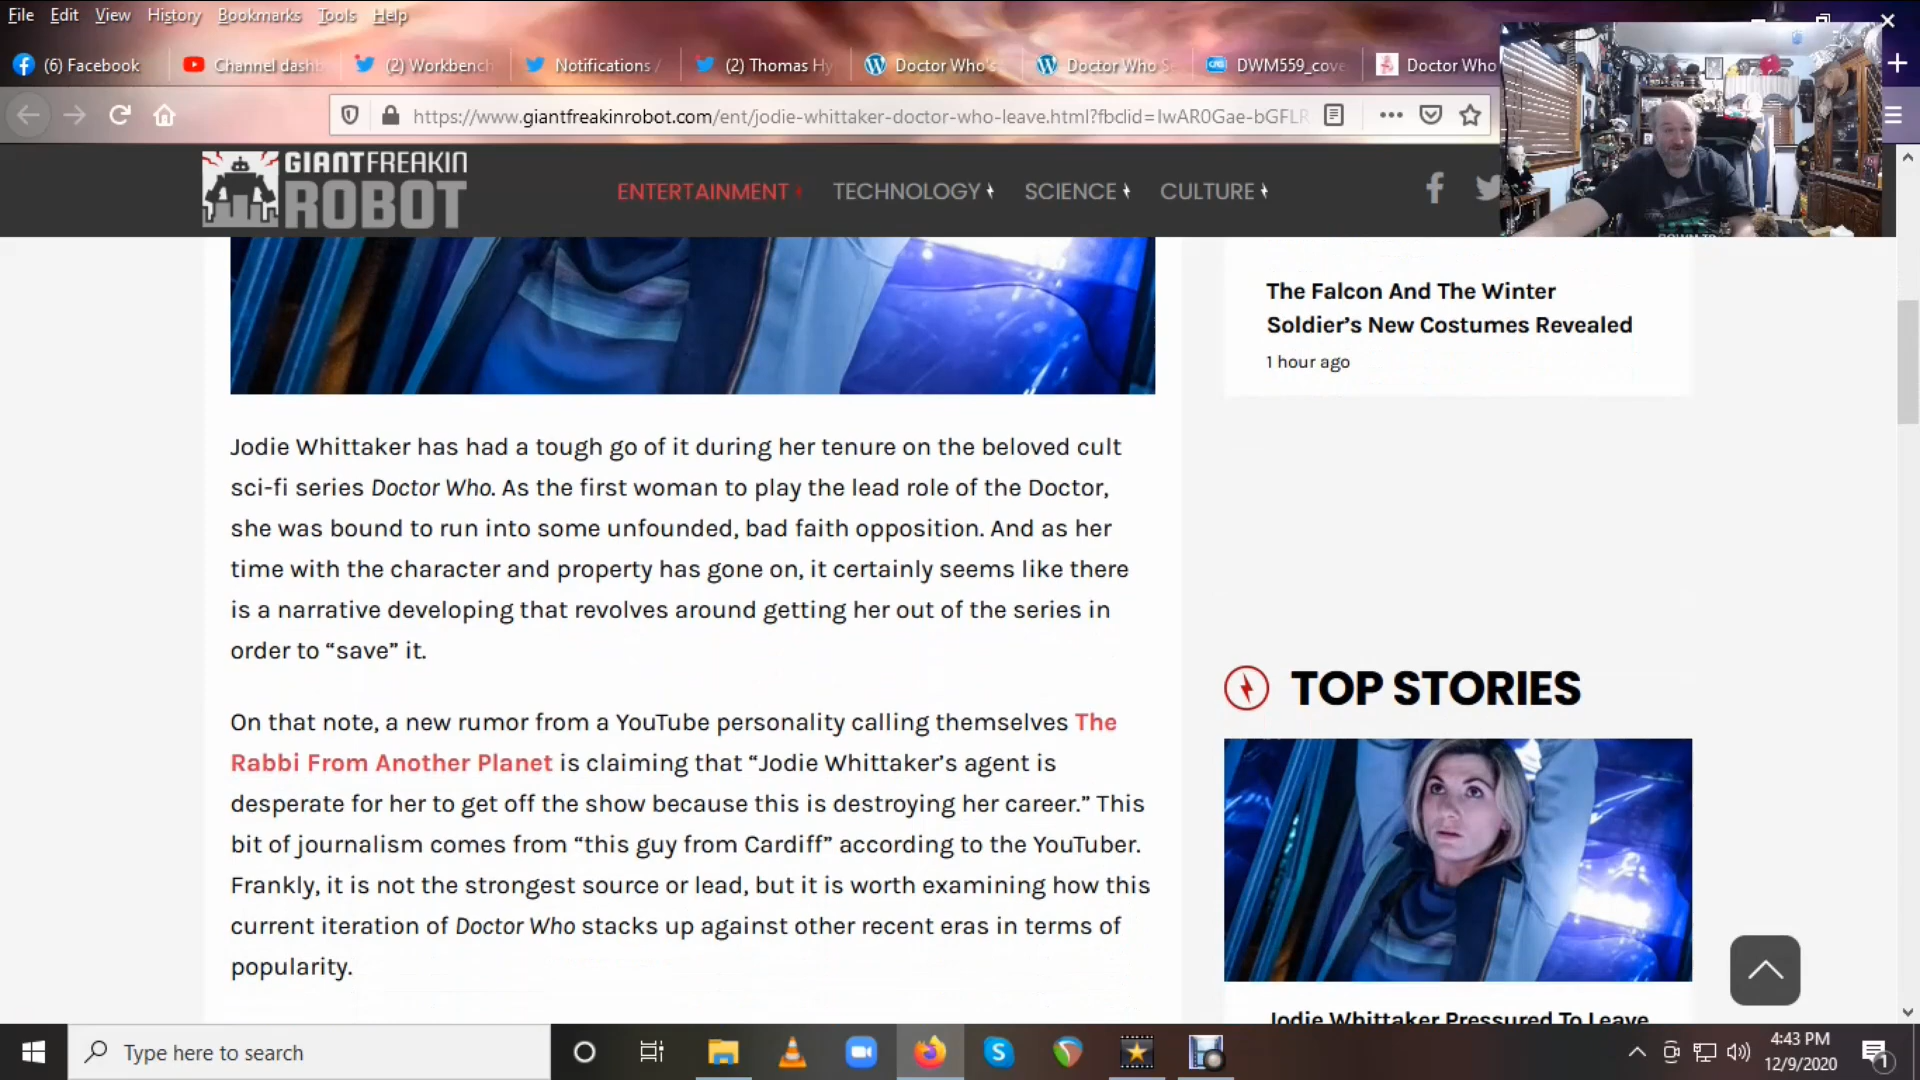 File Edit View History Bookmarks Tools Help
(6) Facebook
Channel dashb
(2) Workbench
Notifications /
(2) Thomas Hy
Doctor Who's
Doctor Who S
DWM559_cove
Doctor Who
https://www.giantfreakinrobot.com/ent/jodie-whittaker-doctor-who-leave.html?fbclid=IwAR0Gae-bGFLR
GIANT FREAKIN
ROBOT
ENTERTAINMENT TECHNOLOGY SCIENCE CULTURE
The Falcon And The Winter
Soldier's New Costumes Revealed
1 hour ago
Jodie Whittaker has had a tough go of it during her tenure on the beloved cult
sci-fi series Doctor Who. As the first woman to play the lead role of the Doctor,
she was bound to run into some unfounded, bad faith opposition. And as her
time with the character and property has gone on, it certainly seems like there
is a narrative developing that revolves around getting her out of the series in
order to “save” it.
On that note, a new rumor from a YouTube personality calling themselves The
Rabbi From Another Planet is claiming that “Jodie Whittaker’s agent is
desperate for her to get off the show because this is destroying her career.” This
bit of journalism comes from “this guy from Cardiff” according to the YouTuber.
Frankly, it is not the strongest source or lead, but it is worth examining how this
current iteration of Doctor Who stacks up against other recent eras in terms of
popularity.
TOP STORIES
Jodie Whittaker Pressured To Leave
Type here to search
4:43 PM
12/9/2020
1